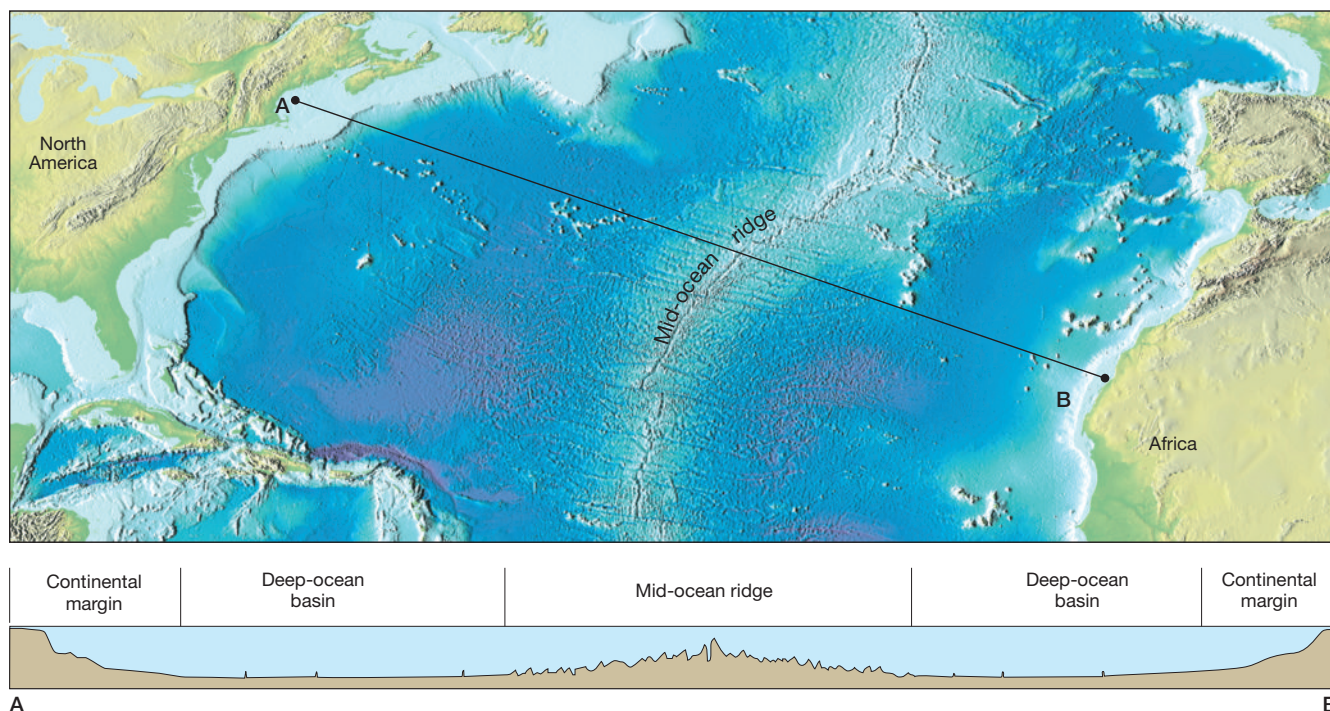 A
North
America
Mid-ocean ridge
B
Africa
Continental
margin
Deep-ocean
basin
Mid-ocean ridge
Deep-ocean
basin
Continental
margin
A